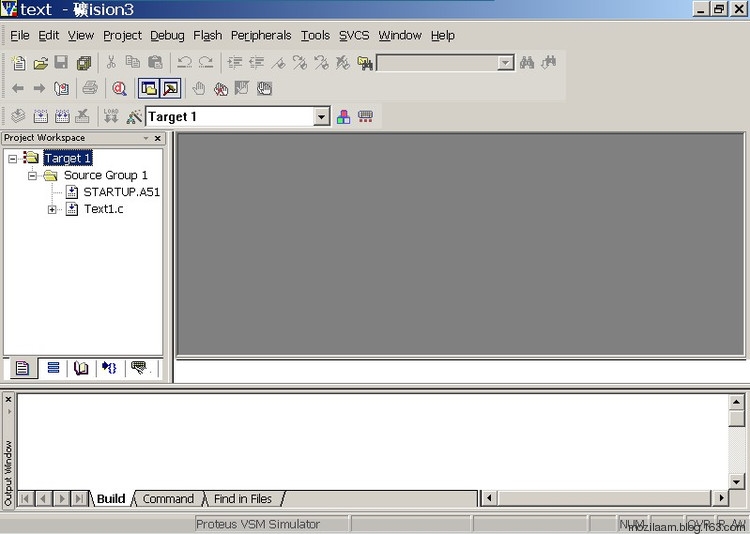 text - 礦ision3
File Edit View Project Debug Flash Peripherals Tools SVCS Window Help
LOAD
Target 1
Project Workspace
Target 1
Source Group 1
STARTUP.A51
Text1.c
Output Window
Build Command Find in Files
Proteus VSM Simulator NUM OVR R/W
mozilaam.blog.163.com